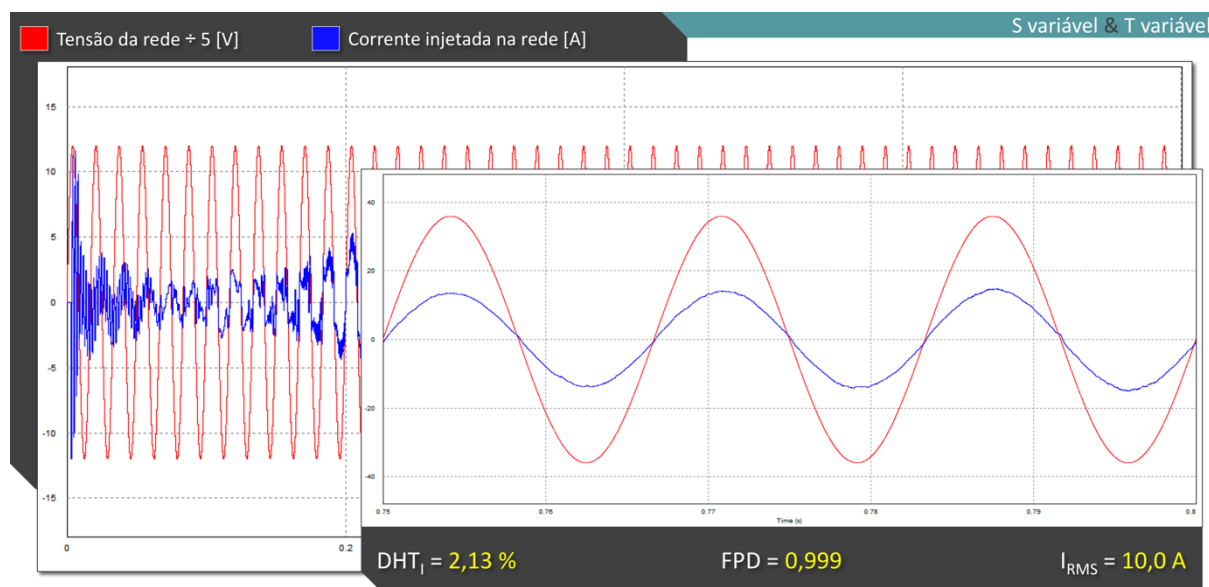 S variável & T variável
Tensão da rede ÷ 5 [V]
Corrente injetada na rede [A]
15
10
5
0
-5
-10
-15
0
0.2
40
20
0
-20
-40
0.75
0.76
0.77
0.78
0.79
0.8
Time (s)
DHTI = 2,13 %
FPD = 0,999
IRMS = 10,0 A